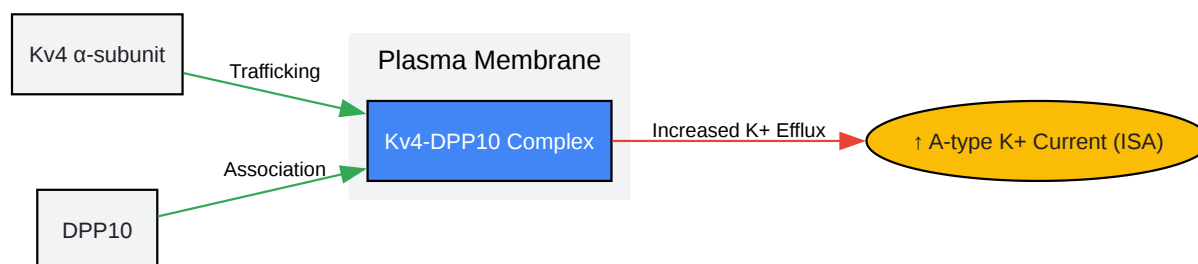 Kv4 α-subunit
Trafficking
Plasma Membrane
Kv4-DPP10 Complex
Increased K+ Efflux
↑ A-type K+ Current (ISA)
Association
DPP10